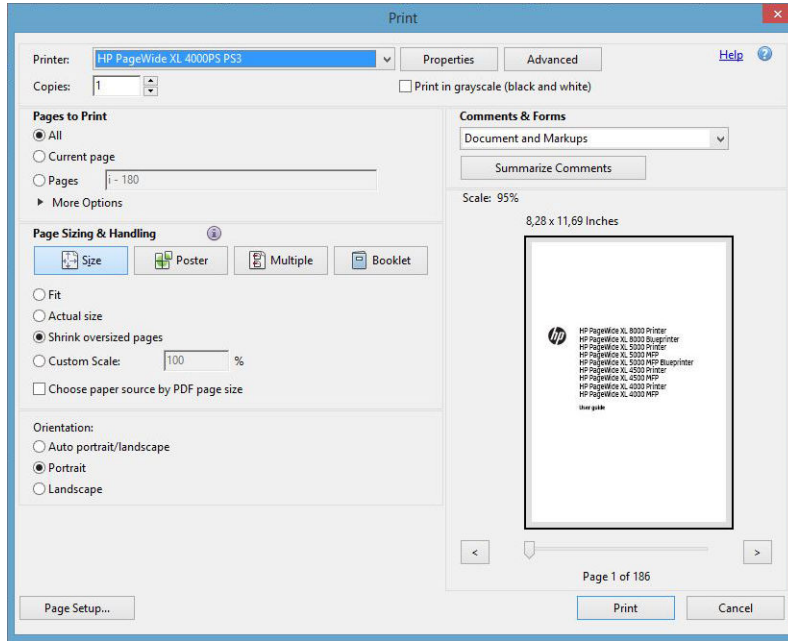 Print
Printer: HP PageWide XL 4000PS PS3 Properties Advanced Help
Copies: 1 Print in grayscale (black and white)
Pages to Print
All
Current page
Pages i - 180
More Options
Page Sizing & Handling
Size Poster Multiple Booklet
Fit
Actual size
Shrink oversized pages
Custom Scale: 100 %
Choose paper source by PDF page size
Orientation:
Auto portrait/landscape
Portrait
Landscape
Comments & Forms
Document and Markups
Summarize Comments
Scale: 95%
8,28 x 11,69 Inches
hp
HP PageWide XL 8000 Printer
HP PageWide XL 8000 Blueprinter
HP PageWide XL 5000 Printer
HP PageWide XL 5000 MFP
HP PageWide XL 5000 MFP Blueprinter
HP PageWide XL 4500 Printer
HP PageWide XL 4500 MFP
HP PageWide XL 4000 Printer
HP PageWide XL 4000 MFP
User guide
< >
Page 1 of 186
Page Setup... Print Cancel